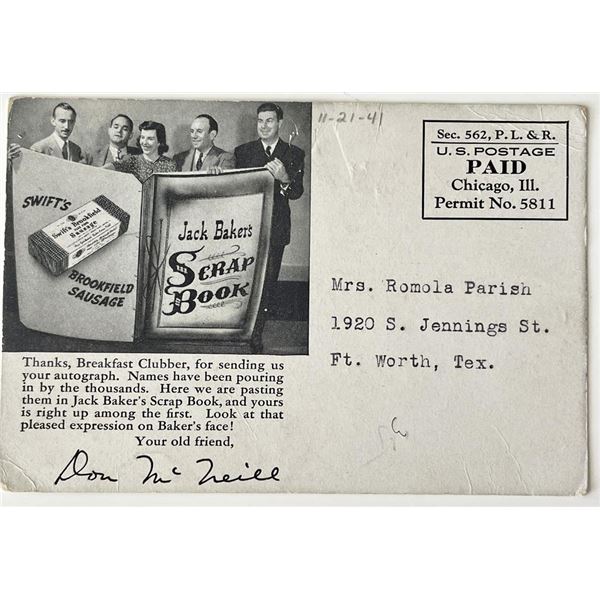 11-21-41
Sec. 562, P. L. & R.
U. S. POSTAGE
PAID
Chicago, Ill.
Permit No. 5811
SWIFT'S
Swift's Brookfield
Sausage
BROOKFIELD
SAUSAGE
Jack Baker's
SCRAP
BOOK
Mrs. Romola Parish
1920 S. Jennings St.
Ft. Worth, Tex.
Thanks, Breakfast Clubber, for sending us
your autograph. Names have been pouring
in by the thousands. Here we are pasting
them in Jack Baker's Scrap Book, and yours
is right up among the first. Look at that
pleased expression on Baker's face!
Your old friend,
Don McNeill